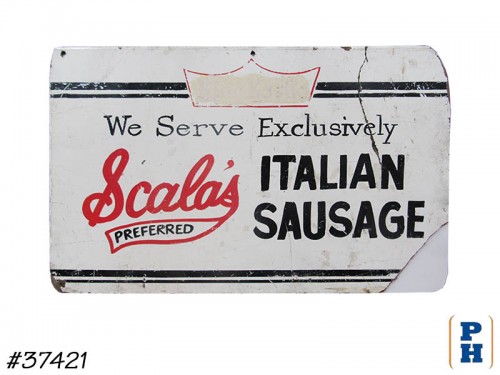 We Serve Exclusively
Scala's
PREFERRED
ITALIAN
SAUSAGE
#37421
PH